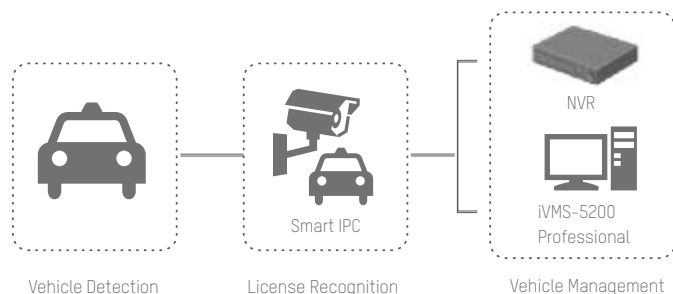 NVR
Smart IPC
iVMS-5200
Professional
Vehicle Detection
License Recognition
Vehicle Management